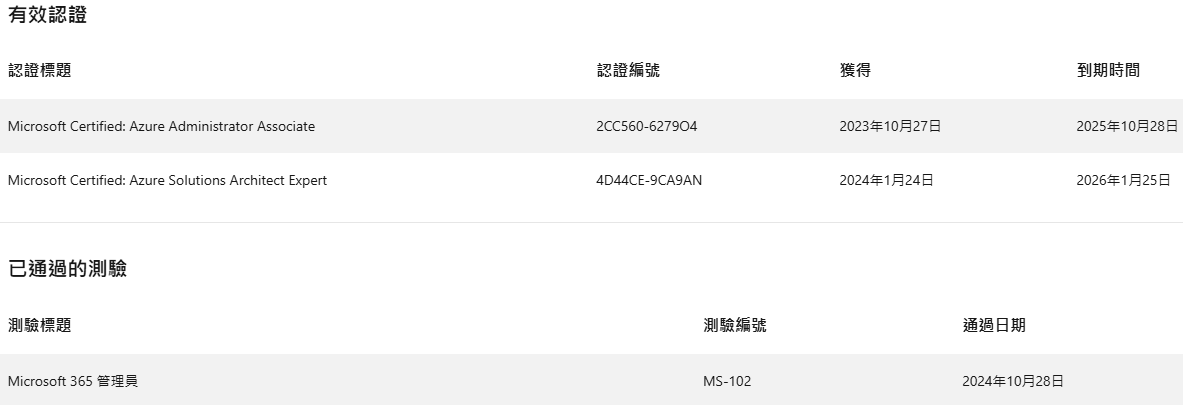 有效認證
認證標題 認證編號 獲得 到期時間
Microsoft Certified: Azure Administrator Associate 2CC560-6279O4 2023年10月27日 2025年10月28日
Microsoft Certified: Azure Solutions Architect Expert 4D44CE-9CA9AN 2024年1月24日 2026年1月25日
已通過的測驗
測驗標題 測驗編號 通過日期
Microsoft 365 管理員 MS-102 2024年10月28日